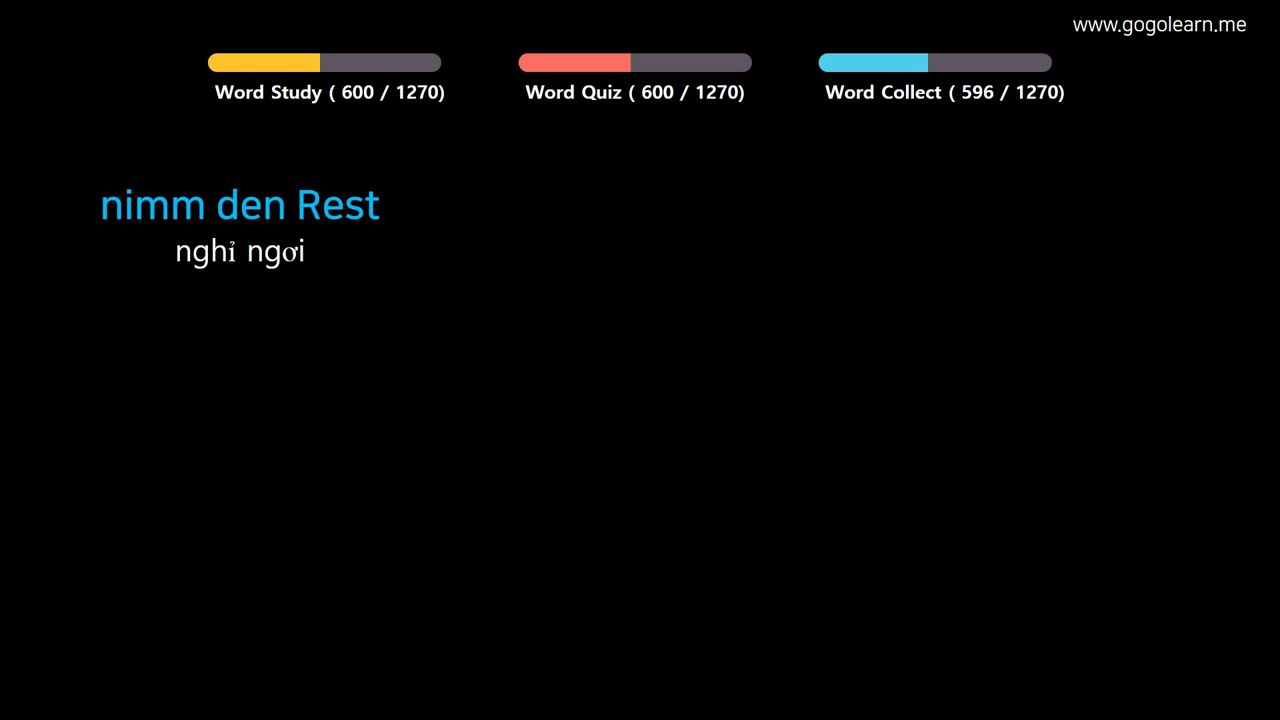 www.gogolearn.me
Word Study ( 600 / 1270)
Word Quiz ( 600 / 1270)
Word Collect ( 596 / 1270)
nimm den Rest
nghỉ ngơi